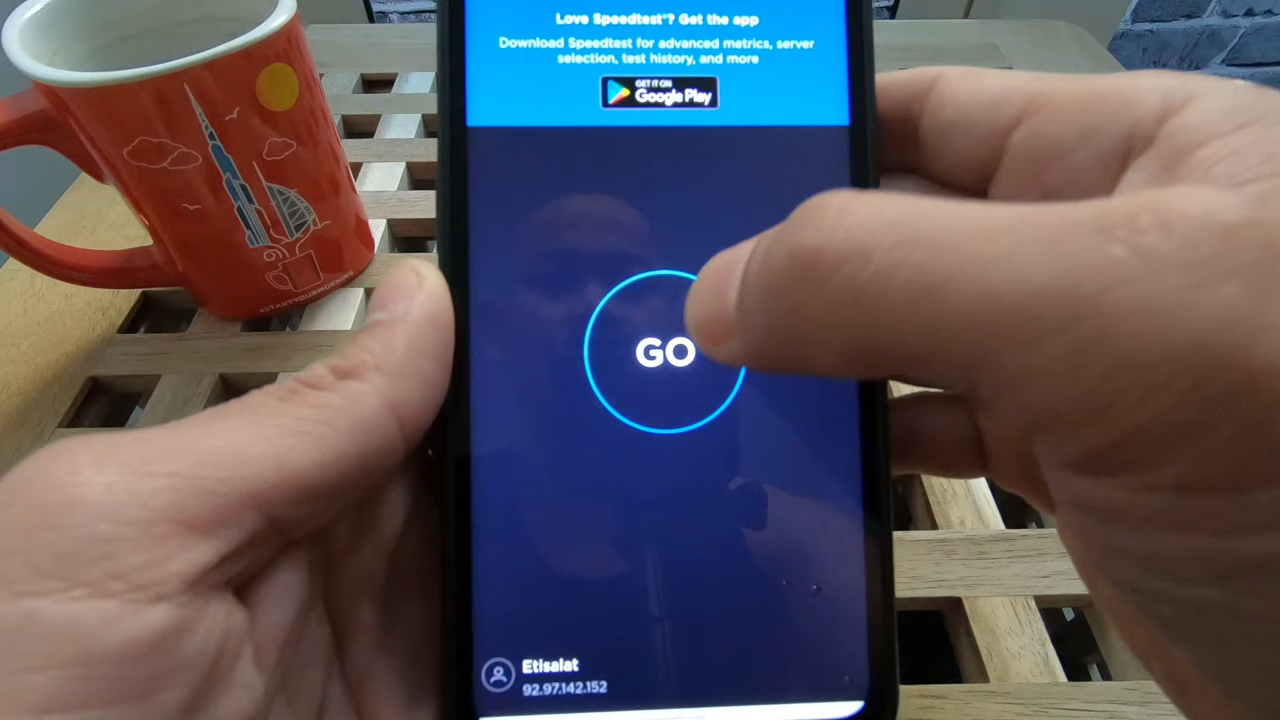 Love Speedtest®? Get the app
Download Speedtest for advanced metrics, server
selection, test history, and more
GET IT ON
Google Play
GO
#STARTYOURMORNING
Etisalat
92.97.142.152